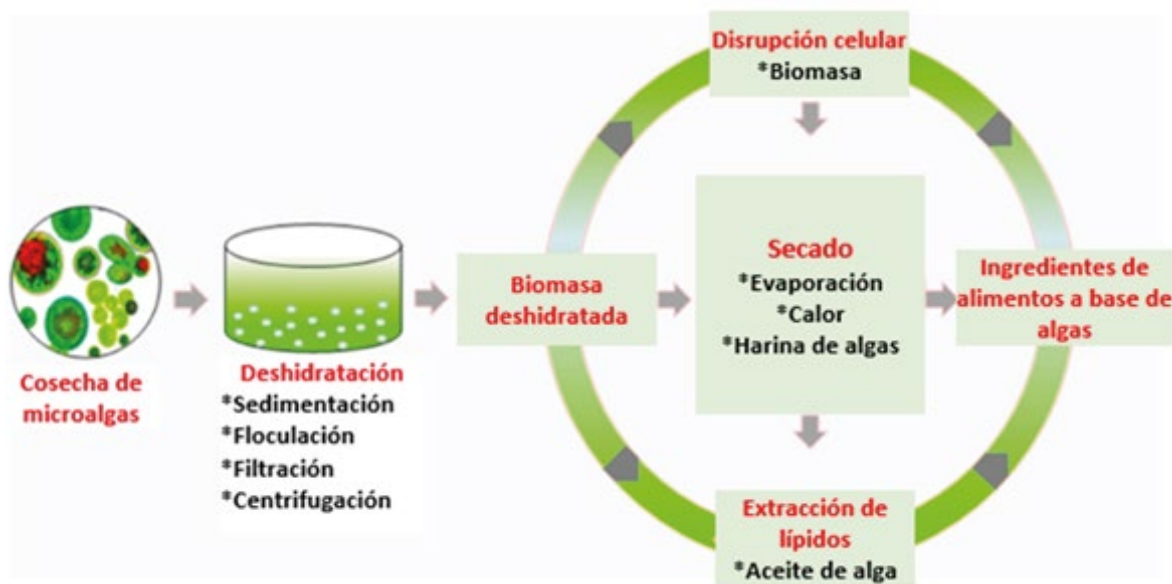 Cosecha de
microalgas
Deshidratación
*Sedimentación
*Floculación
*Filtración
*Centrifugación
Biomasa
deshidratada
Disrupción celular
*Biomasa
Secado
*Evaporación
*Calor
*Harina de algas
Extracción de
lípidos
*Aceite de alga
Ingredientes de
alimentos a base de
algas